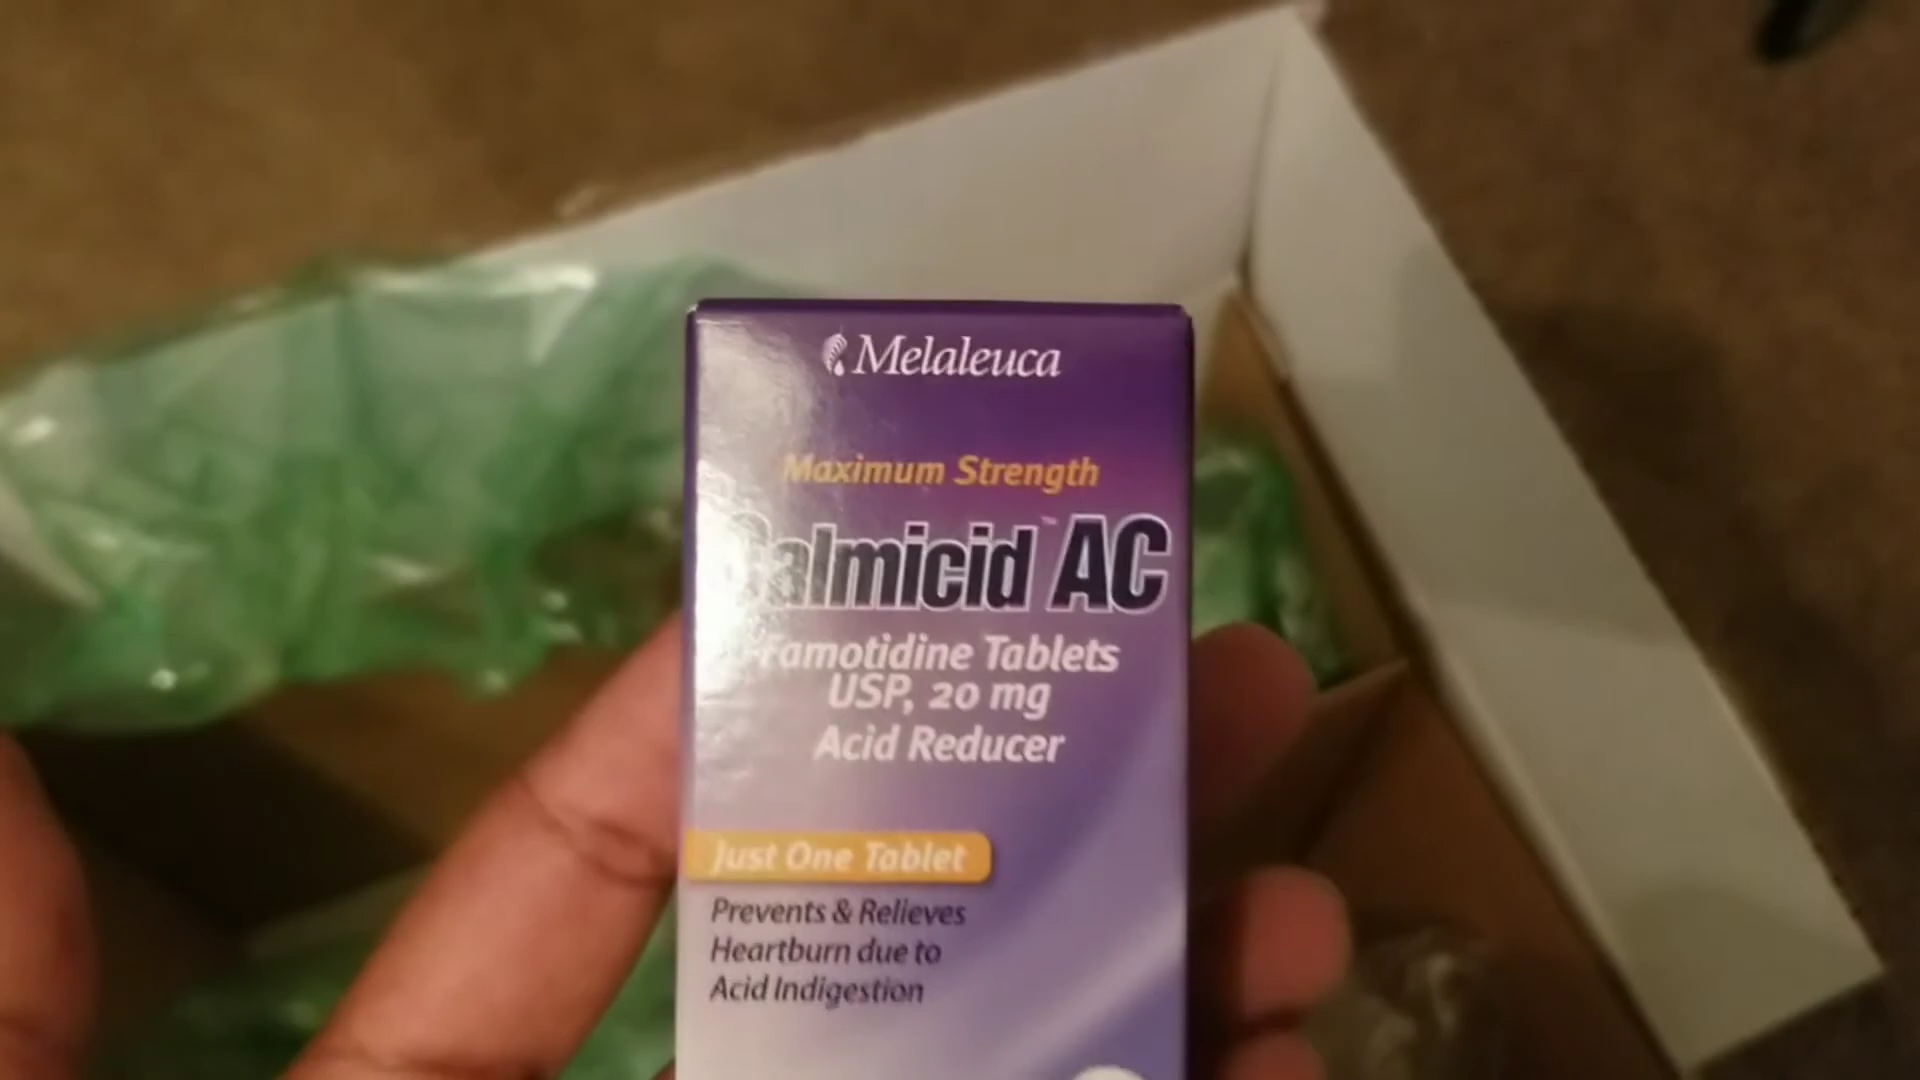 Melaleuca
Maximum Strength
Calmicid™ AC
Famotidine Tablets
USP, 20 mg
Acid Reducer
Just One Tablet
Prevents & Relieves
Heartburn due to
Acid Indigestion